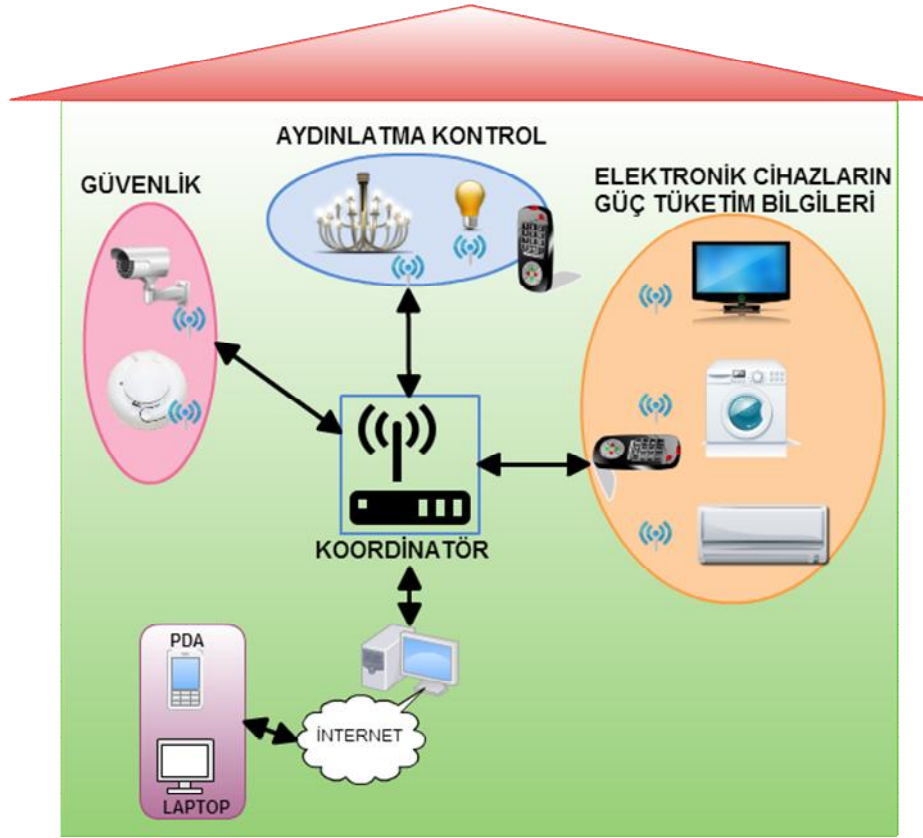 AYDINLATMA KONTROL
GÜVENLİK
ELEKTRONİK CİHAZLARIN
GÜÇ TÜKETİM BİLGİLERİ
KOORDİNATÖR
PDA
İNTERNET
LAPTOP